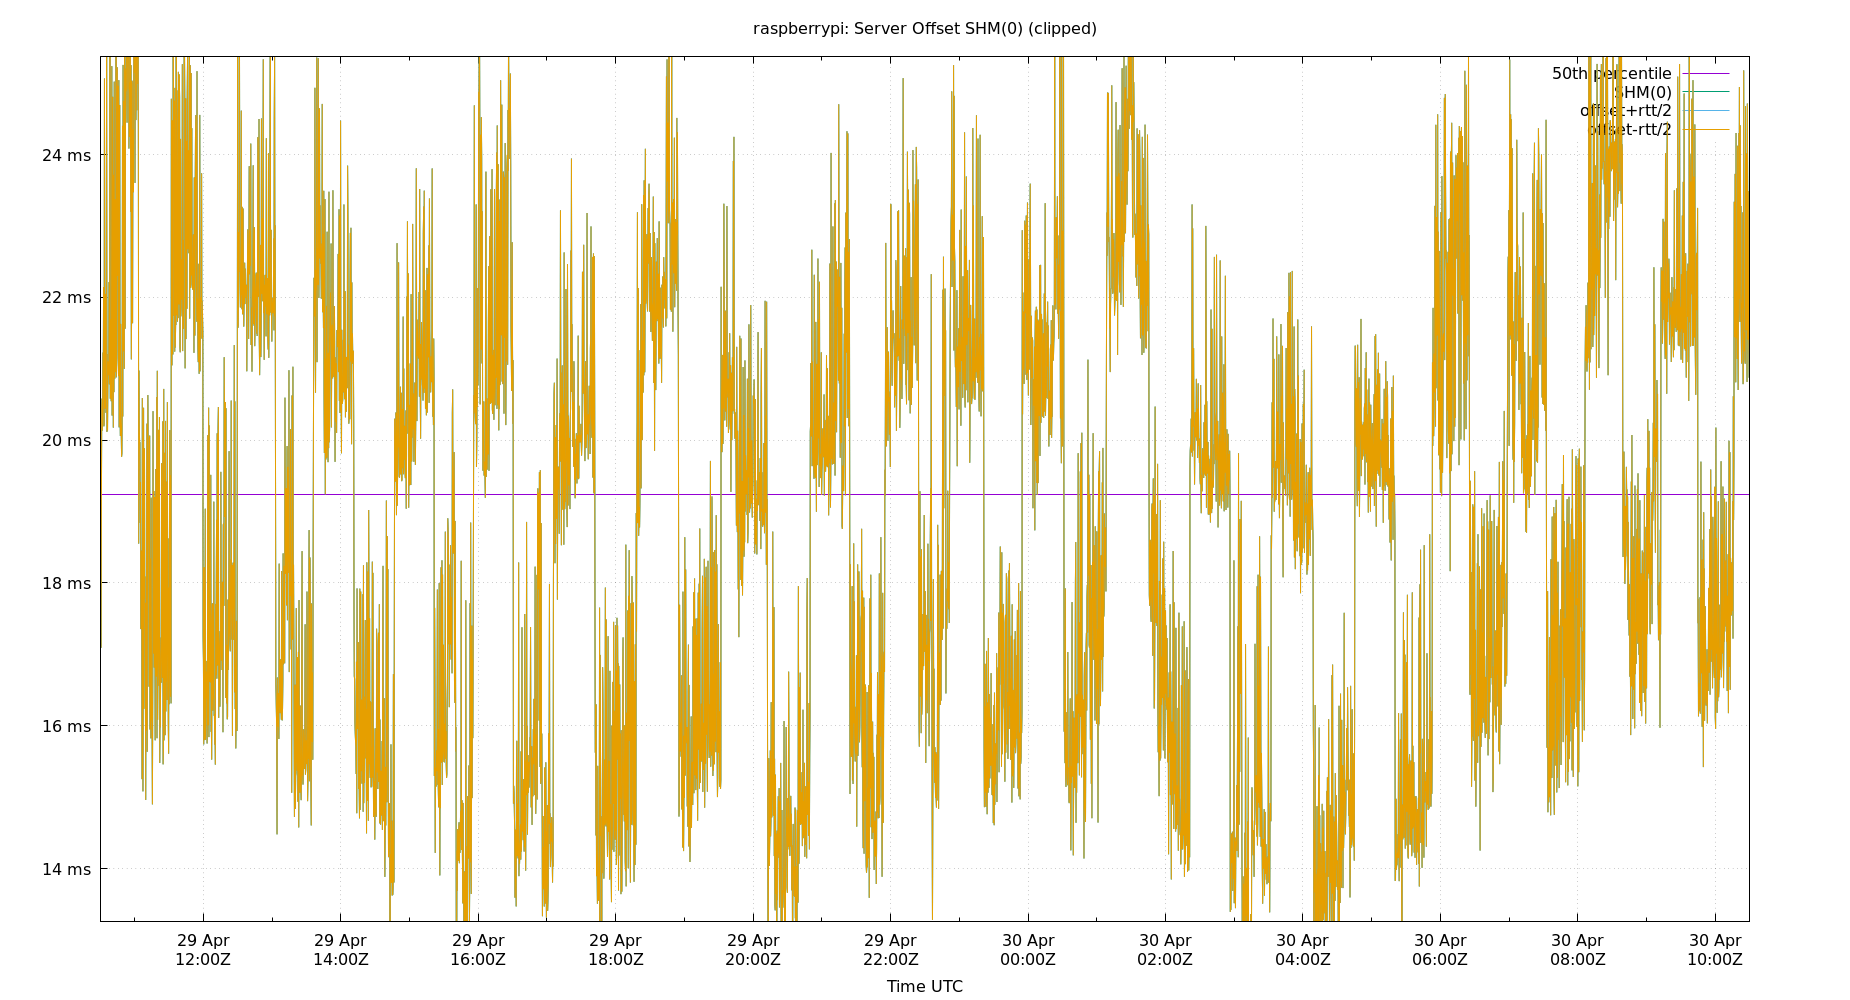 raspberrypi: Server Offset SHM(0) (clipped)
50th percentile
SHM(0)
offset+rtt/2
offset-rtt/2
24 ms
22 ms
20 ms
18 ms
16 ms
14 ms
29 Apr 29 Apr 29 Apr 29 Apr 29 Apr 29 Apr 30 Apr 30 Apr 30 Apr 30 Apr 30 Apr 30 Apr
12:00Z 14:00Z 16:00Z 18:00Z 20:00Z 22:00Z 00:00Z 02:00Z 04:00Z 06:00Z 08:00Z 10:00Z
Time UTC